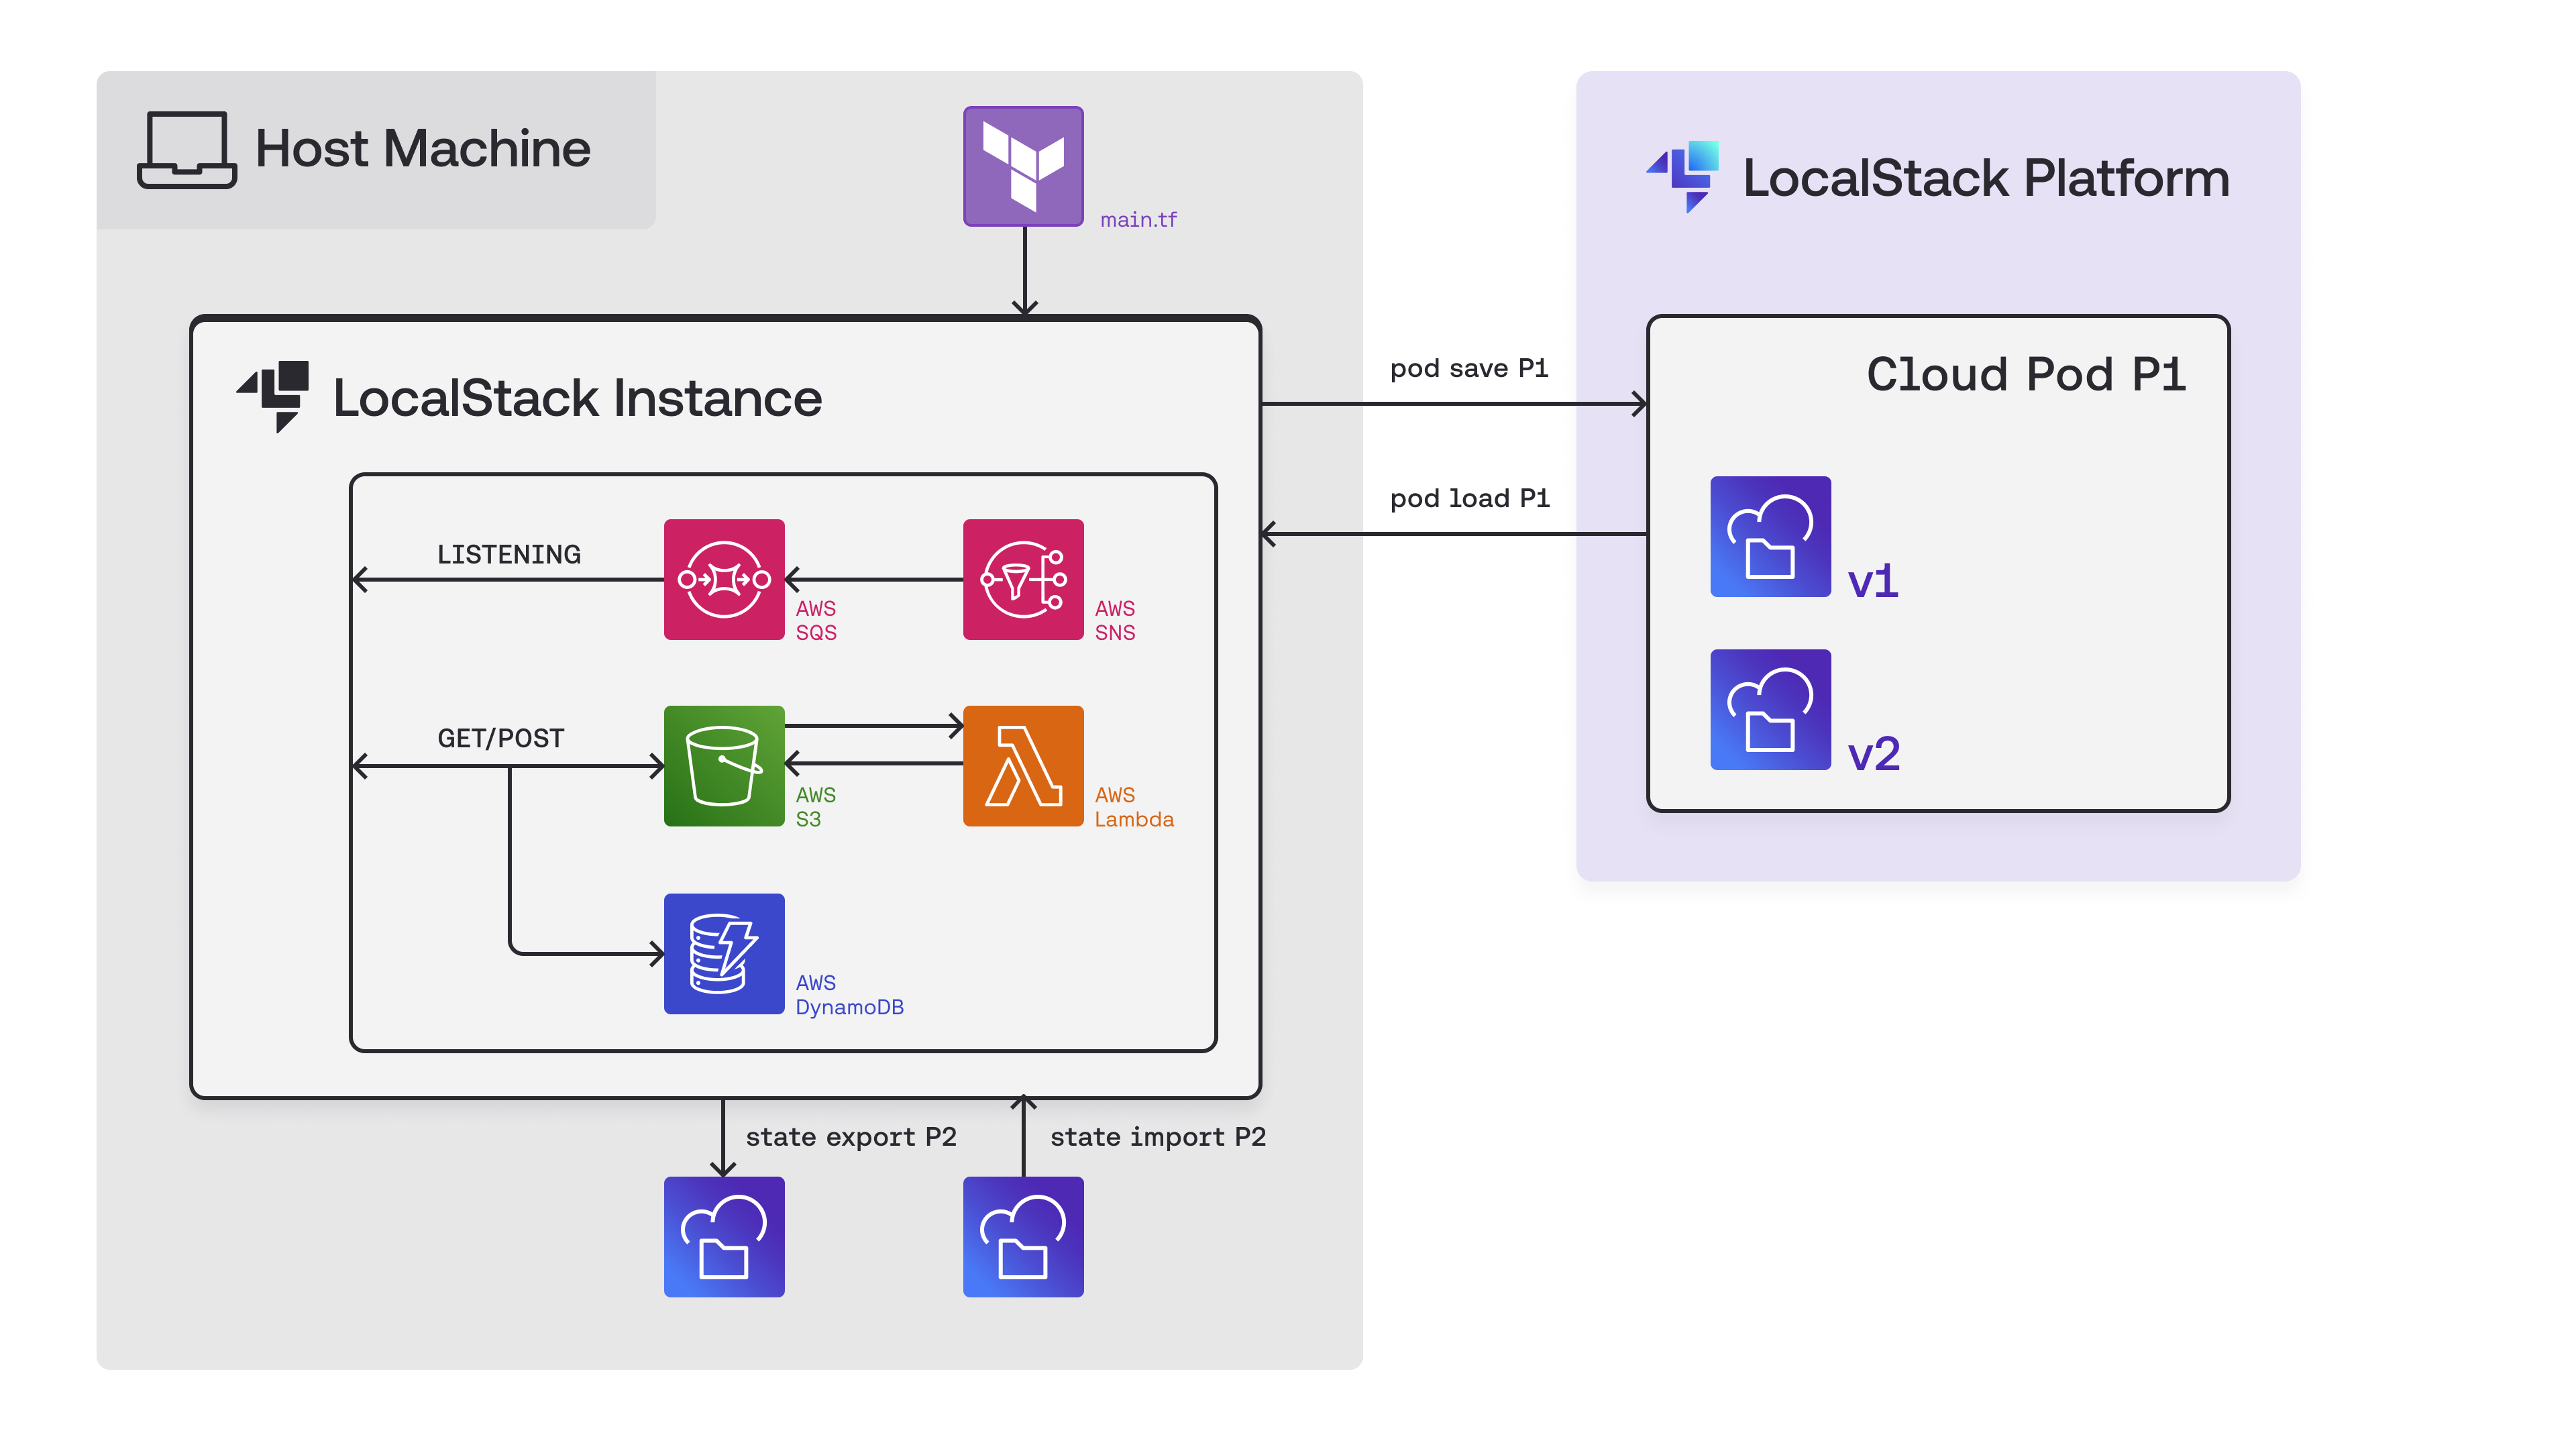 Host Machine
main.tf
LocalStack Platform
LocalStack Instance
pod save P1
Cloud Pod P1
pod load P1
LISTENING
AWS
SQS
AWS
SNS
v1
GET/POST
AWS
S3
AWS
Lambda
v2
AWS
DynamoDB
state export P2
state import P2